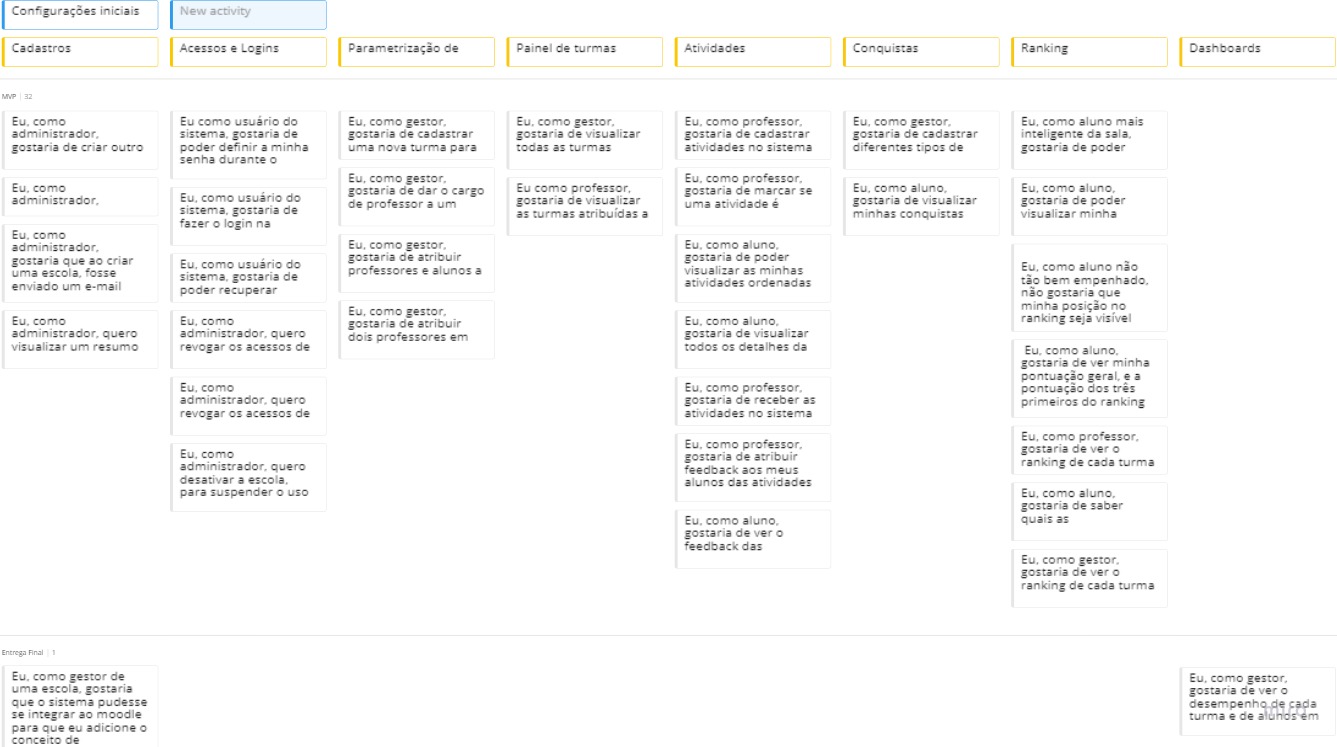 Configurações iniciais
New activity
Cadastros
Acessos e Logins
Parametrização de
Painel de turmas
Atividades
Conquistas
Ranking
Dashboards
MVP | 32
Eu, como
administrador,
gostaria de criar outro
Eu, como
administrador,
Eu, como
administrador,
gostaria que ao criar
uma escola, fosse
enviado um e-mail
Eu, como
administrador, quero
visualizar um resumo
Eu como usuário do
sistema, gostaria de
poder definir a minha
senha durante o
Eu, como usuário do
sistema, gostaria de
fazer o login na
Eu, como usuário do
sistema, gostaria de
poder recuperar
Eu, como
administrador, quero
revogar os acessos de
Eu, como
administrador, quero
revogar os acessos de
Eu, como
administrador, quero
desativar a escola,
para suspender o uso
Eu, como gestor,
gostaria de cadastrar
uma nova turma para
Eu, como gestor,
gostaria de dar o cargo
de professor a um
Eu, como gestor,
gostaria de atribuir
professores e alunos a
Eu, como gestor,
gostaria de atribuir
dois professores em
Eu, como gestor,
gostaria de visualizar
todas as turmas
Eu como professor,
gostaria de visualizar
as turmas atribuídas a
Eu, como professor,
gostaria de cadastrar
atividades no sistema
Eu, como professor,
gostaria de marcar se
uma atividade é
Eu, como aluno,
gostaria de poder
visualizar as minhas
atividades ordenadas
Eu, como aluno,
gostaria de visualizar
todos os detalhes da
Eu, como professor,
gostaria de receber as
atividades no sistema
Eu, como professor,
gostaria de atribuir
feedback aos meus
alunos das atividades
Eu, como aluno,
gostaria de ver o
feedback das
Eu, como gestor,
gostaria de cadastrar
diferentes tipos de
Eu, como aluno,
gostaria de visualizar
minhas conquistas
Eu, como aluno mais
inteligente da sala,
gostaria de poder
Eu, como aluno,
gostaria de poder
visualizar minha
Eu, como aluno não
tão bem empenhado,
não gostaria que
minha posição no
ranking seja visível
Eu, como aluno,
gostaria de ver minha
pontuação geral, e a
pontuação dos três
primeiros do ranking
Eu, como professor,
gostaria de ver o
ranking de cada turma
Eu, como aluno,
gostaria de saber
quais as
Eu, como gestor,
gostaria de ver o
ranking de cada turma
Entrega Final | 1
Eu, como gestor de
uma escola, gostaria
que o sistema pudesse
se integrar ao moodle
para que eu adicione o
conceito de
Eu, como gestor,
gostaria de ver o
desempenho de cada
turma e de alunos em
miro